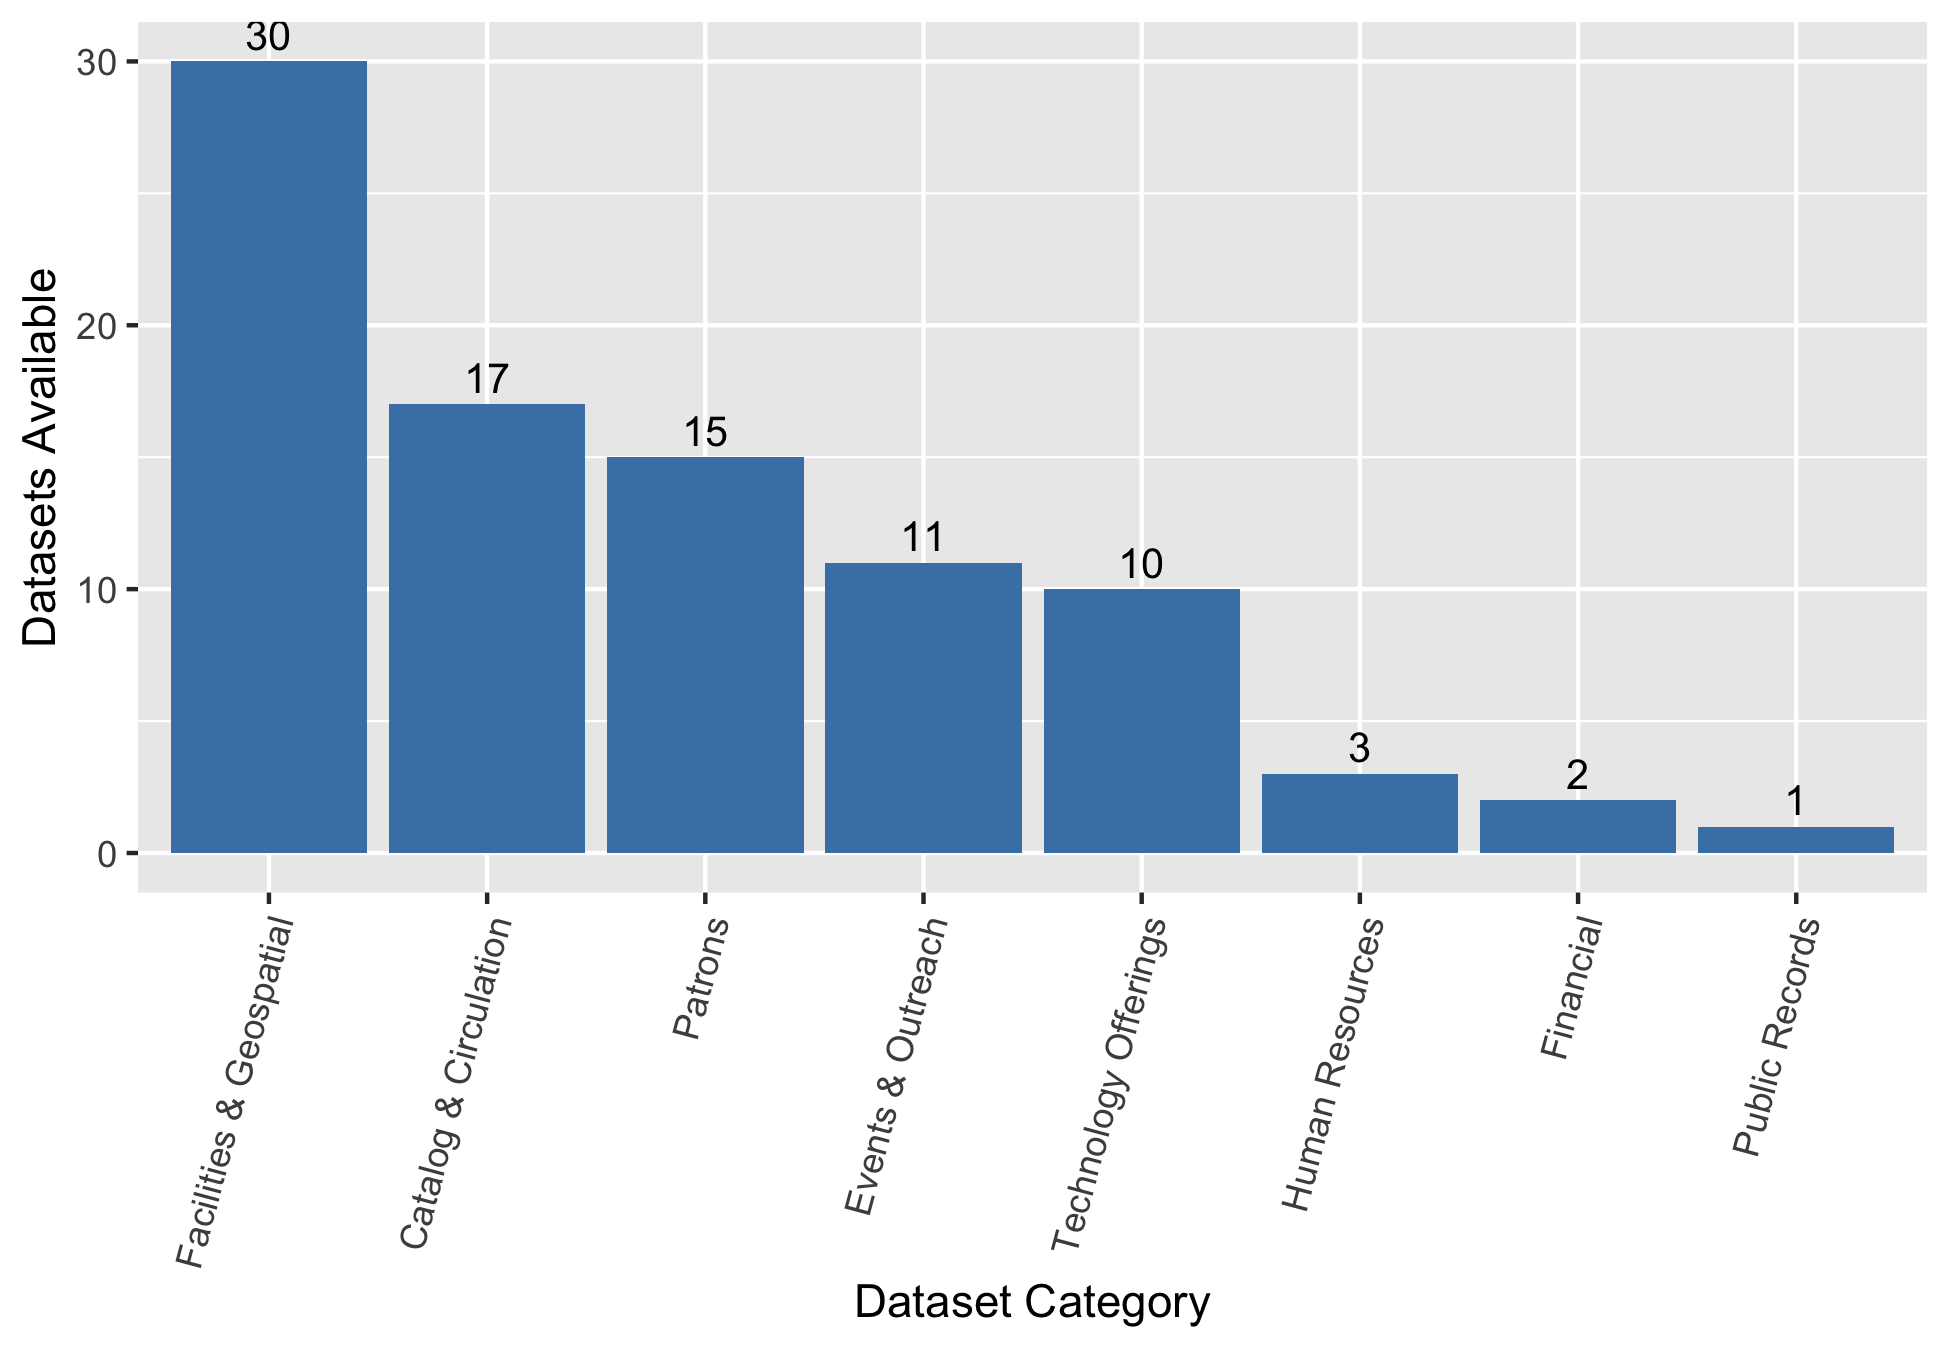 Datasets Available
30
20
10
0
30
17
15
11
10
3
2
1
Facilities & Geospatial
Catalog & Circulation
Patrons
Events & Outreach
Technology Offerings
Human Resources
Financial
Public Records
Dataset Category